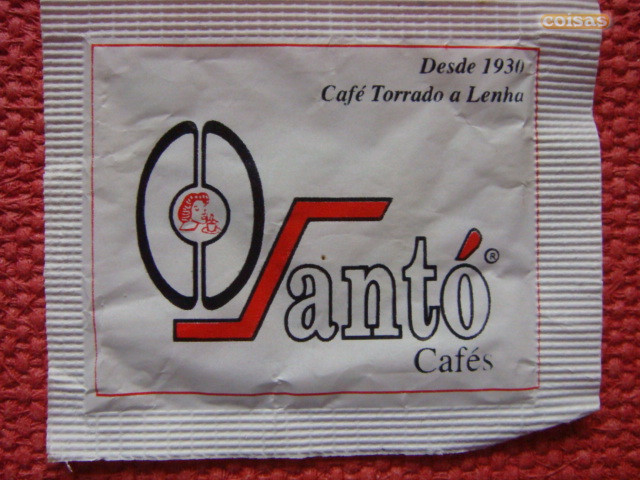 coisas
Desde 1930
Café Torrado a Lenha
Santó®
Cafés